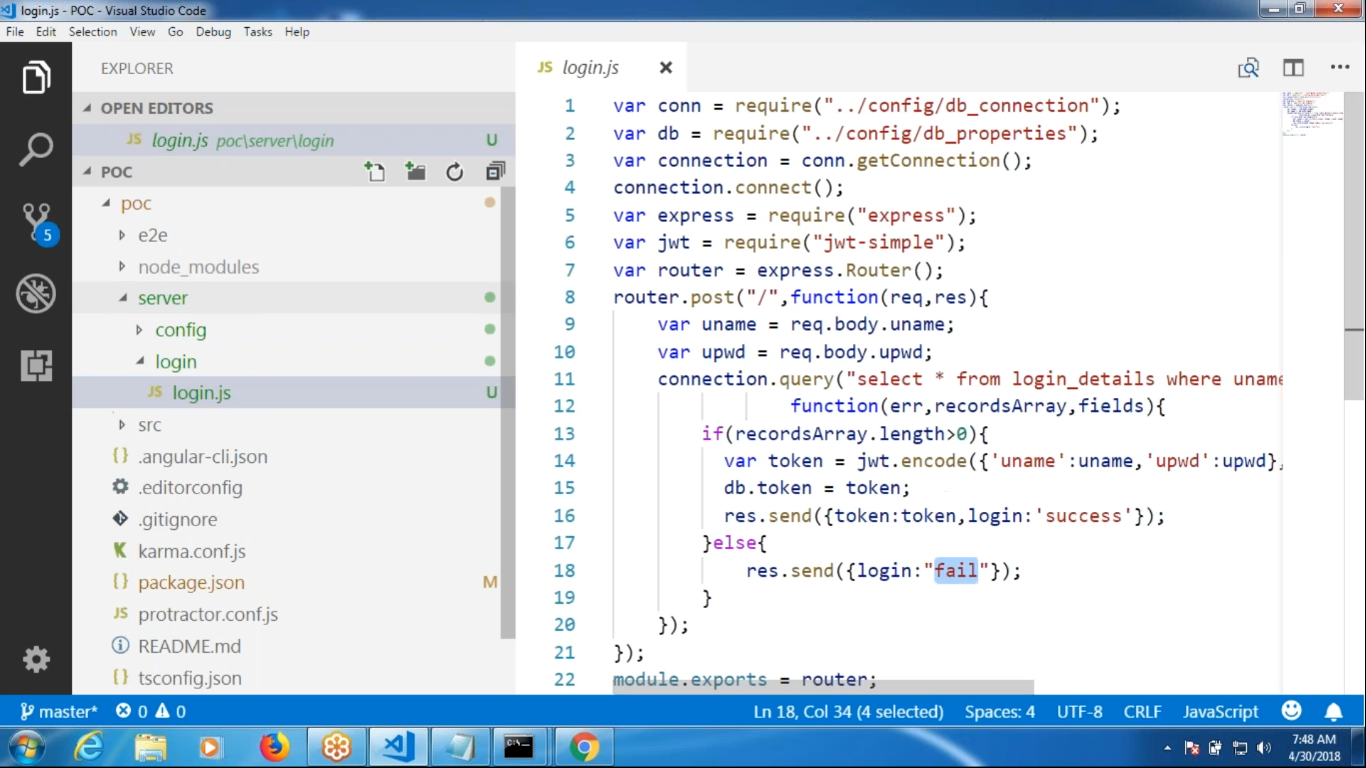 login.js - POC - Visual Studio Code
File Edit Selection View Go Debug Tasks Help
EXPLORER
OPEN EDITORS
JS login.js poc\server\login U
POC
poc
e2e
node_modules
server
config
login
JS login.js U
src
{} .angular-cli.json
.editorconfig
.gitignore
K karma.conf.js
{} package.json M
JS protractor.conf.js
README.md
{} tsconfig.json
5
JS login.js
1 var conn = require("../config/db_connection");
2 var db = require("../config/db_properties");
3 var connection = conn.getConnection();
4 connection.connect();
5 var express = require("express");
6 var jwt = require("jwt-simple");
7 var router = express.Router();
8 router.post("/",function(req,res){
9 var uname = req.body.uname;
10 var upwd = req.body.upwd;
11 connection.query("select * from login_details where uname
12 function(err,recordsArray,fields){
13 if(recordsArray.length>0){
14 var token = jwt.encode({'uname':uname,'upwd':upwd},
15 db.token = token;
16 res.send({token:token,login:'success'});
17 }else{
18 res.send({login:"fail"});
19 }
20 });
21 });
22 module.exports = router;
master* 0 0 Ln 18, Col 34 (4 selected) Spaces: 4 UTF-8 CRLF JavaScript
7:48 AM
4/30/2018